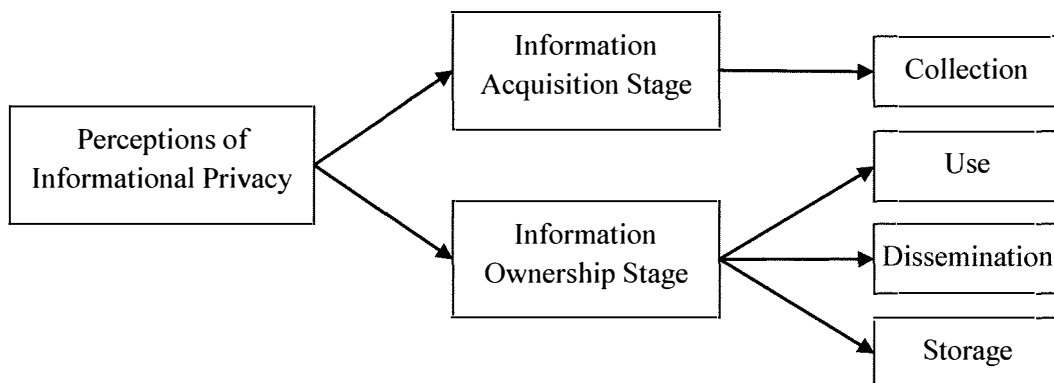 Perceptions of
Informational Privacy
Information
Acquisition Stage
Information
Ownership Stage
Collection
Use
Dissemination
Storage